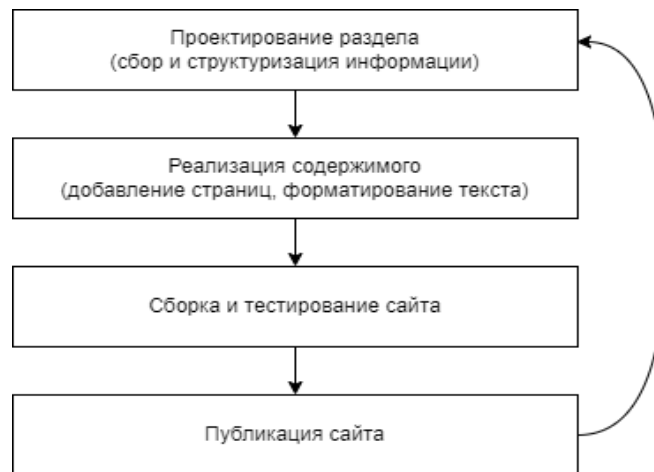 Проектирование раздела
(сбор и структуризация информации)
Реализация содержимого
(добавление страниц, форматирование текста)
Сборка и тестирование сайта
Публикация сайта